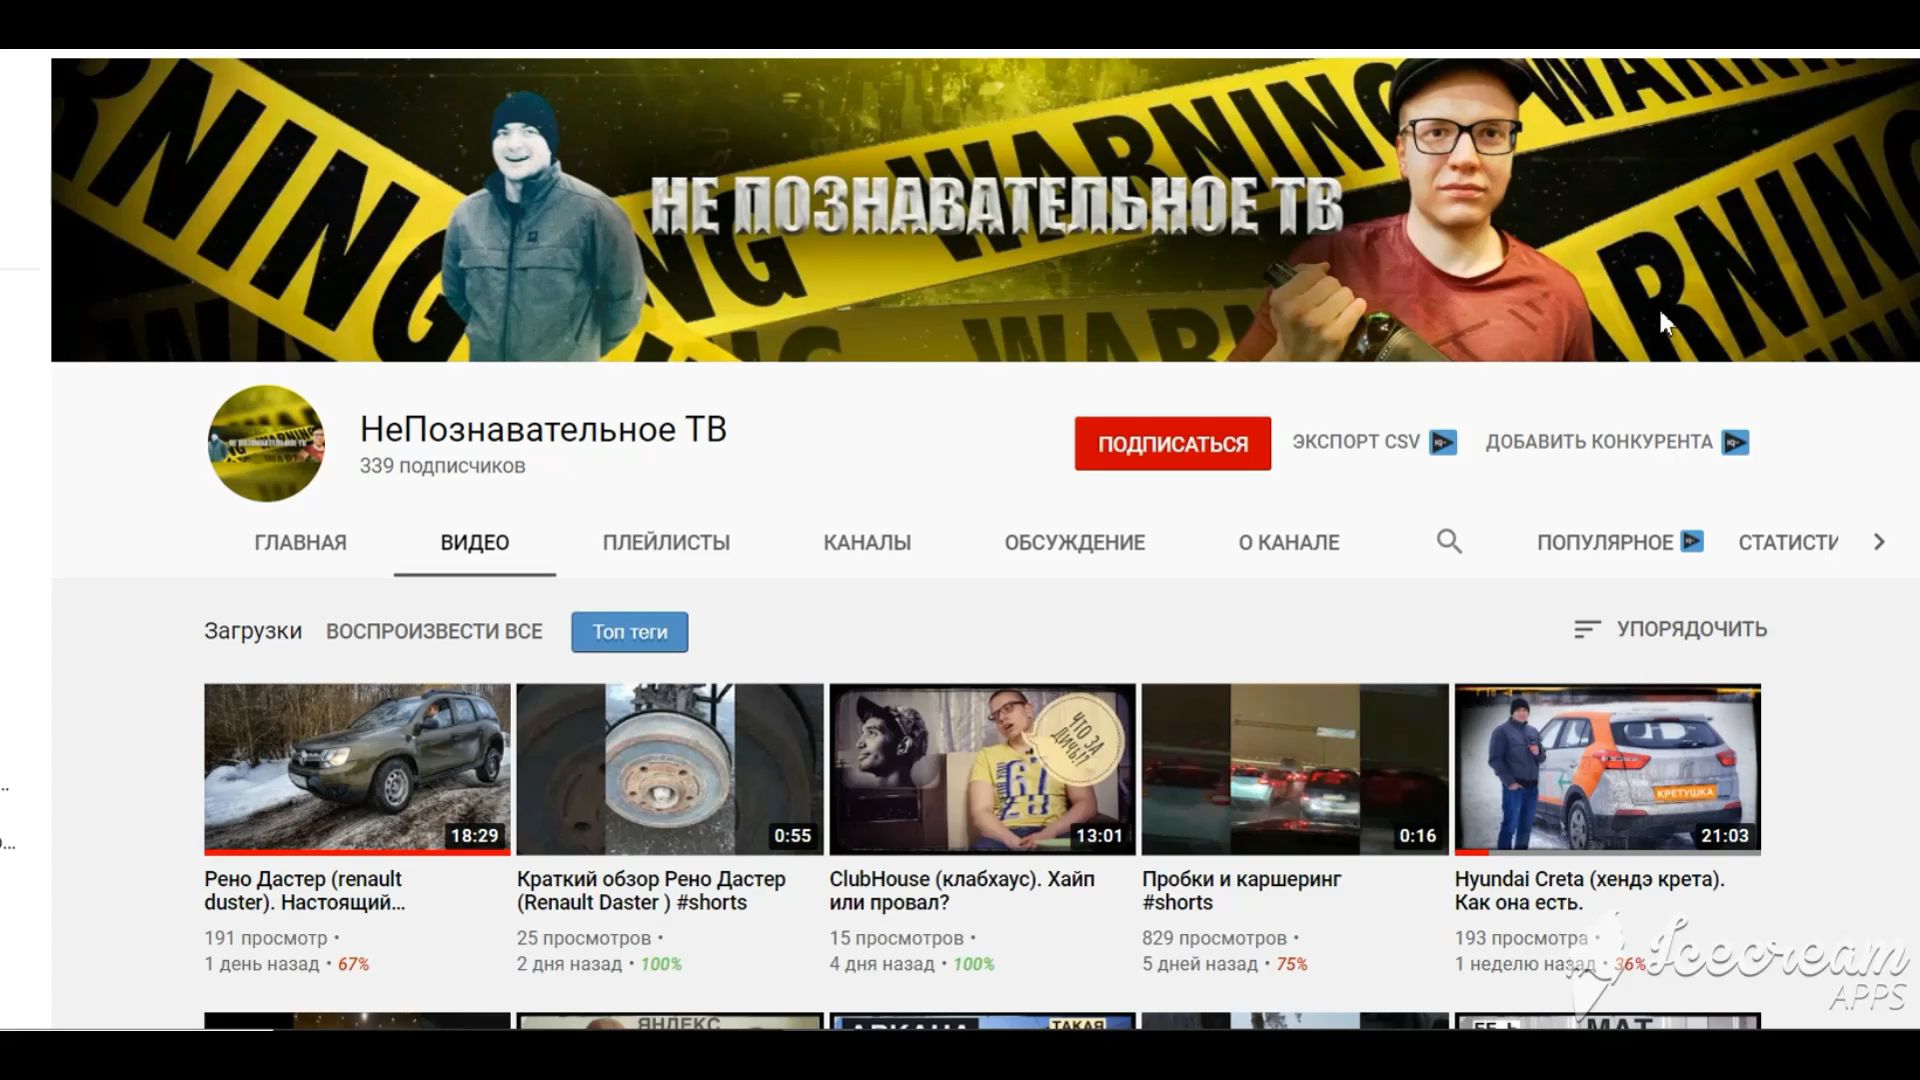 WARNING WARNING
НЕ ПОЗНАВАТЕЛЬНОЕ ТВ
НеПознавательное ТВ
339 подписчиков
ПОДПИСАТЬСЯ
ЭКСПОРТ CSV
ДОБАВИТЬ КОНКУРЕНТА
ГЛАВНАЯ
ВИДЕО
ПЛЕЙЛИСТЫ
КАНАЛЫ
ОБСУЖДЕНИЕ
О КАНАЛЕ
ПОПУЛЯРНОЕ
СТАТИСТИ
Загрузки
ВОСПРОИЗВЕСТИ ВСЕ
Топ теги
УПОРЯДОЧИТЬ
18:29
Рено Дастер (renault
duster). Настоящий...
191 просмотр •
1 день назад • 67%
0:55
Краткий обзор Рено Дастер
(Renault Daster ) #shorts
25 просмотров •
2 дня назад • 100%
ЧТО ЗА
ДИЧЬ!?
13:01
ClubHouse (клабхаус). Хайп
или провал?
15 просмотров •
4 дня назад • 100%
0:16
Пробки и каршеринг
#shorts
829 просмотров •
5 дней назад • 75%
КРЕТУШКА
21:03
Hyundai Creta (хендэ крета).
Как она есть.
193 просмотра •
1 неделю назад • 36%
Icecream
APPS
ЯНДЕКС
АРКАНА
ТАКАЯ
МАТ